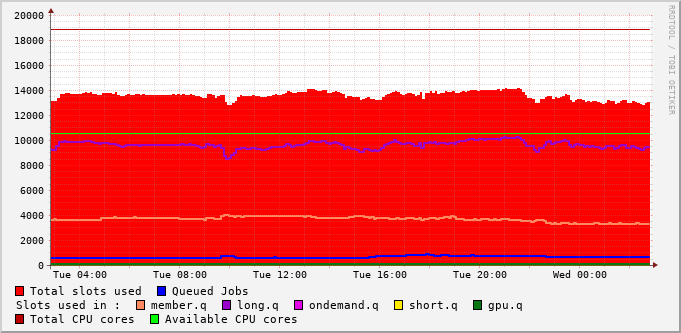 20000
18000
16000
14000
12000
10000
8000
6000
4000
2000
0
Tue 04:00 Tue 08:00 Tue 12:00 Tue 16:00 Tue 20:00 Wed 00:00
RRDTOOL / TOBI OETIKER
Total slots used Queued Jobs
Slots used in : member.q long.q ondemand.q short.q gpu.q
Total CPU cores Available CPU cores